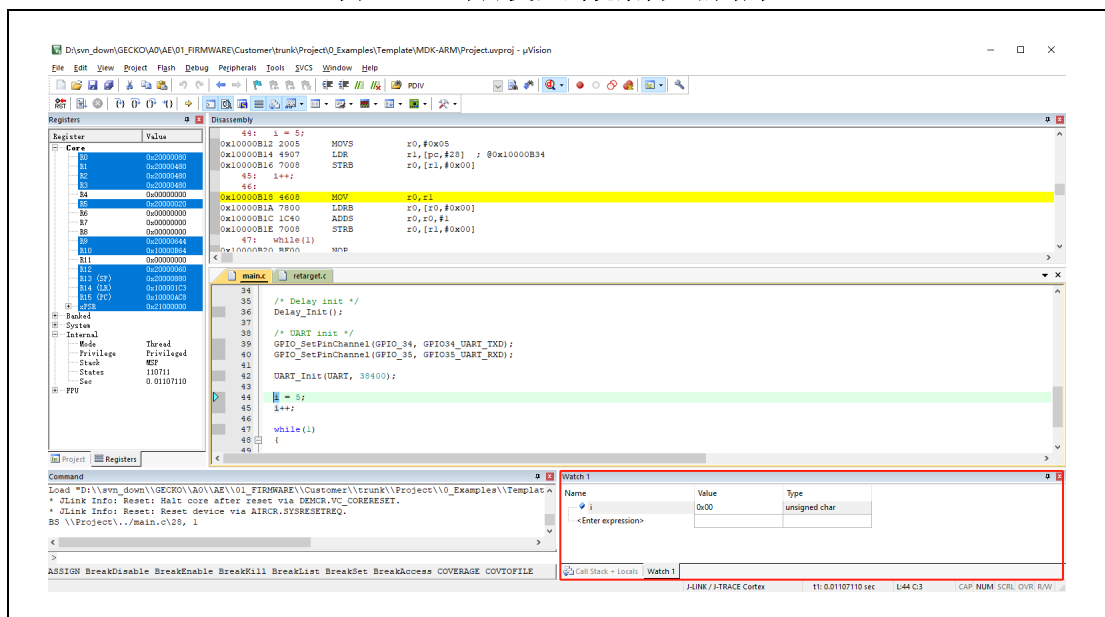 D:\svn_down\GECKO\A0\AE\01_FIRMWARE\Customer\trunk\Project\0_Examples\Template\MDK-ARM\Project.uvproj - µVision
File Edit View Project Flash Debug Peripherals Tools SVCS Window Help
PDIV
Registers
Register Value
Core
R0 0x20000080
R1 0x20000480
R2 0x20000480
R3 0x20000480
R4 0x00000000
R5 0x20000020
R6 0x00000000
R7 0x00000000
R8 0x00000000
R9 0x20000644
R10 0x10000B64
R11 0x00000000
R12 0x20000060
R13 (SP) 0x20000880
R14 (LR) 0x100001C3
R15 (PC) 0x10000AC8
xPSR 0x21000000
Banked
System
Internal
Mode Thread
Privilege Privileged
Stack MSP
States 110711
Sec 0.01107110
FPU
Project Registers
Disassembly
44: i = 5;
0x10000B12 2005 MOVS r0,#0x05
0x10000B14 4907 LDR r1,[pc,#28] ; @0x10000B34
0x10000B16 7008 STRB r0,[r1,#0x00]
45: i++;
46:
0x10000B18 4608 MOV r0,r1
0x10000B1A 7800 LDRB r0,[r0,#0x00]
0x10000B1C 1C40 ADDS r0,r0,#1
0x10000B1E 7008 STRB r0,[r1,#0x00]
47: while(1)
0x10000B20 BF00 NOP
main.c retarget.c
34
35 /* Delay init */
36 Delay_Init();
37
38 /* UART init */
39 GPIO_SetPinChannel(GPIO_34, GPIO34_UART_TXD);
40 GPIO_SetPinChannel(GPIO_35, GPIO35_UART_RXD);
41
42 UART_Init(UART, 38400);
43
44 i = 5;
45 i++;
46
47 while(1)
48 {
49
Command
Load "D:\\svn_down\\GECKO\\A0\\AE\\01_FIRMWARE\\Customer\\trunk\\Project\\0_Examples\\Templat
* JLink Info: Reset: Halt core after reset via DEMCR.VC_CORERESET.
* JLink Info: Reset: Reset device via AIRCR.SYSRESETREQ.
BS \\Project\../main.c\28, 1
>
ASSIGN BreakDisable BreakEnable BreakKill BreakList BreakSet BreakAccess COVERAGE COVTOFILE
Watch 1
Name Value Type
i 0x00 unsigned char
<Enter expression>
Call Stack + Locals Watch 1
J-LINK / J-TRACE Cortex t1: 0.01107110 sec L:44 C:3 CAP NUM SCRL OVR R/W